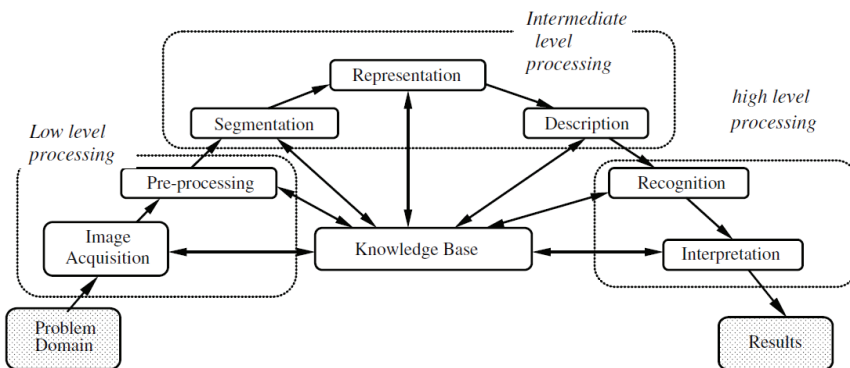 Intermediate
level
processing
Representation
high level
processing
Segmentation
Description
Low level
processing
Pre-processing
Recognition
Image
Acquisition
Knowledge Base
Interpretation
Problem
Domain
Results